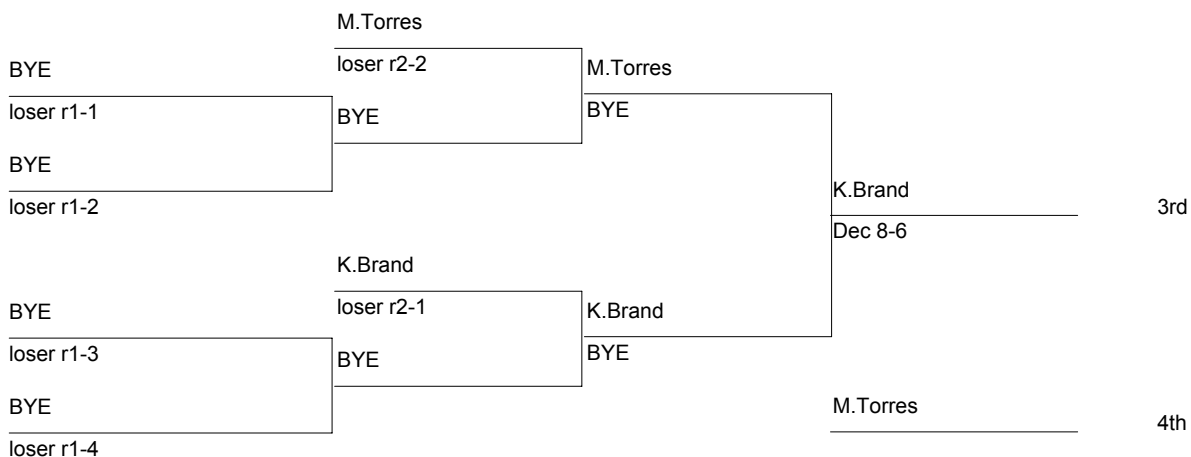 M.Torres
BYE
loser r2-2
M.Torres
loser r1-1
BYE
BYE
BYE
K.Brand
loser r1-2
3rd
Dec 8-6
K.Brand
BYE
loser r2-1
K.Brand
loser r1-3
BYE
BYE
BYE
M.Torres
4th
loser r1-4